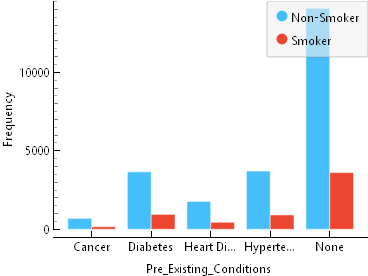 Non-Smoker
Smoker
10000
5000
0
Frequency
Cancer Diabetes Heart Di... Hyperte... None
Pre_Existing_Conditions